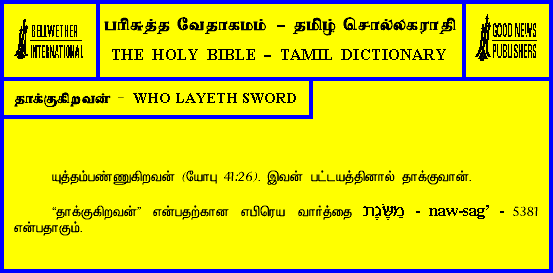 BELLWETHER
INTERNATIONAL
பரிசுத்த வேதாகமம் – தமிழ் சொல்லகராதி
THE HOLY BIBLE – TAMIL DICTIONARY
GOOD NEWS
PUBLISHERS
தாக்குகிறவன் – WHO LAYETH SWORD
யுத்தம்பண்ணுகிறவன் (யோபு 41:26). இவன் பட்டயத்தினால் தாக்குவான்.
“தாக்குகிறவன்” என்பதற்கான எபிரெய வார்த்தை מַשֶּׂגֶת - naw-sag’ - 5381
என்பதாகும்.